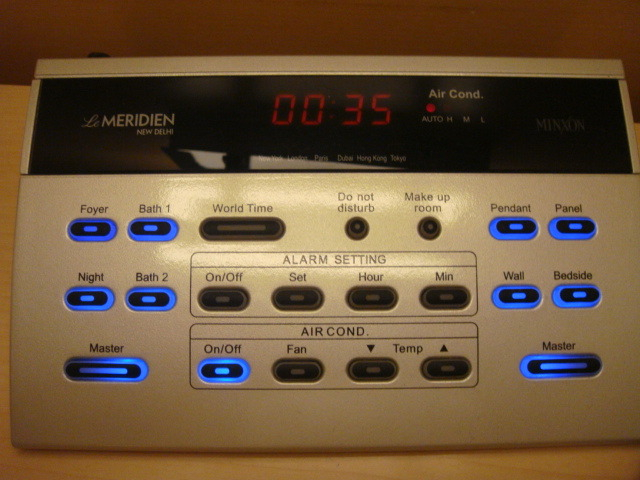 Le MERIDIEN
NEW DELHI
00:35
Air Cond.
AUTO H M L
MINXON
New York London Paris Dubai Hong Kong Tokyo
Foyer Bath 1 World Time Do not disturb Make up room Pendant Panel
ALARM SETTING
Night Bath 2 On/Off Set Hour Min Wall Bedside
AIR COND.
Master On/Off Fan ▼ Temp ▲ Master